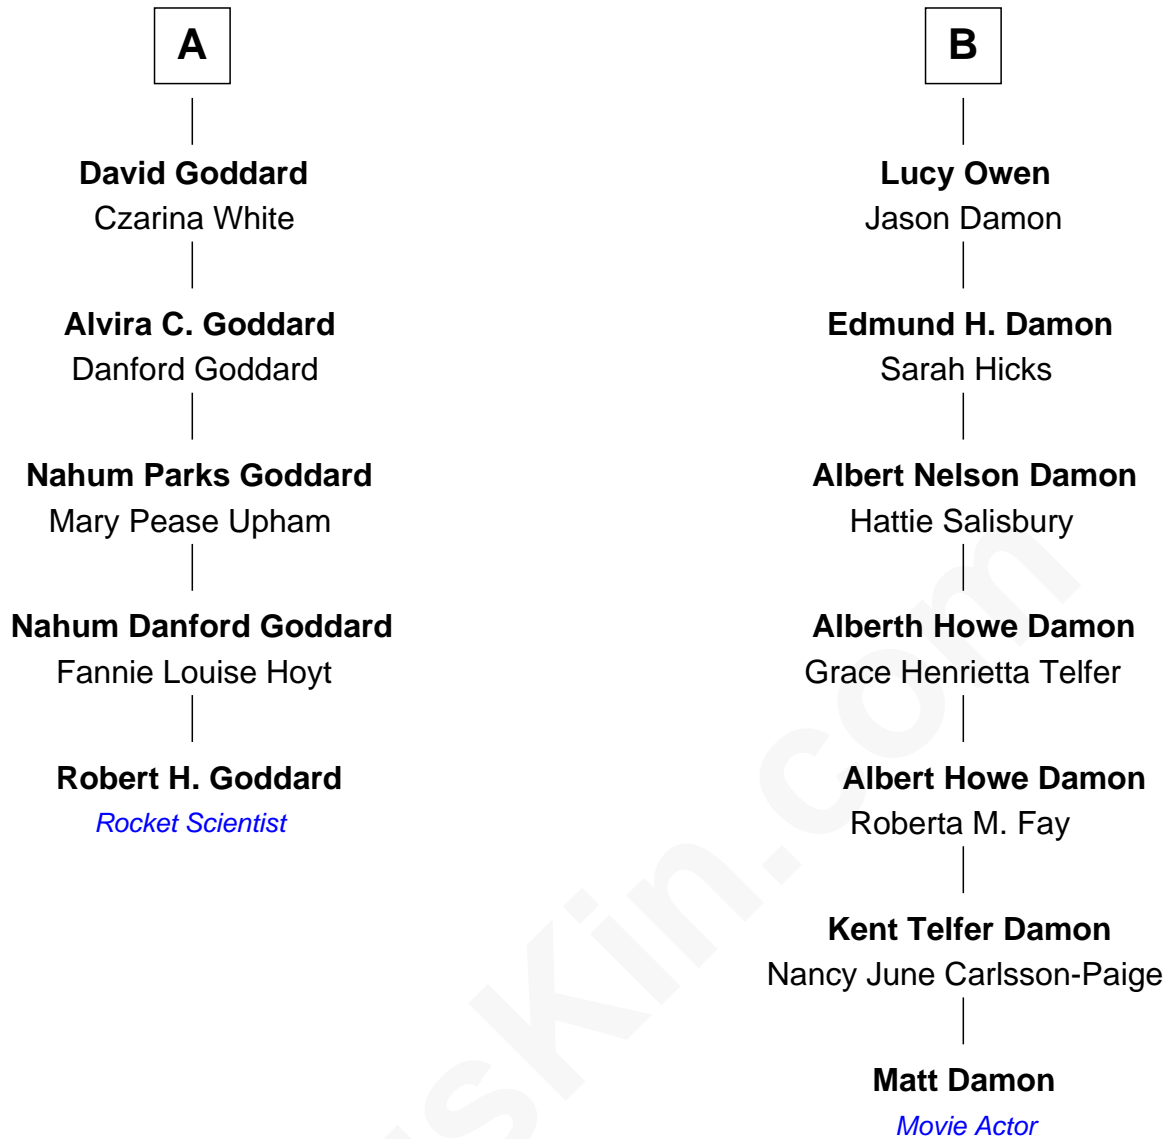 A
David Goddard
Czarina White
Alvira C. Goddard
Danford Goddard
Nahum Parks Goddard
Mary Pease Upham
Nahum Danford Goddard
Fannie Louise Hoyt
Robert H. Goddard
Rocket Scientist
B
Lucy Owen
Jason Damon
Edmund H. Damon
Sarah Hicks
Albert Nelson Damon
Hattie Salisbury
Alberth Howe Damon
Grace Henrietta Telfer
Albert Howe Damon
Roberta M. Fay
Kent Telfer Damon
Nancy June Carlsson-Paige
Matt Damon
Movie Actor
sKin.com